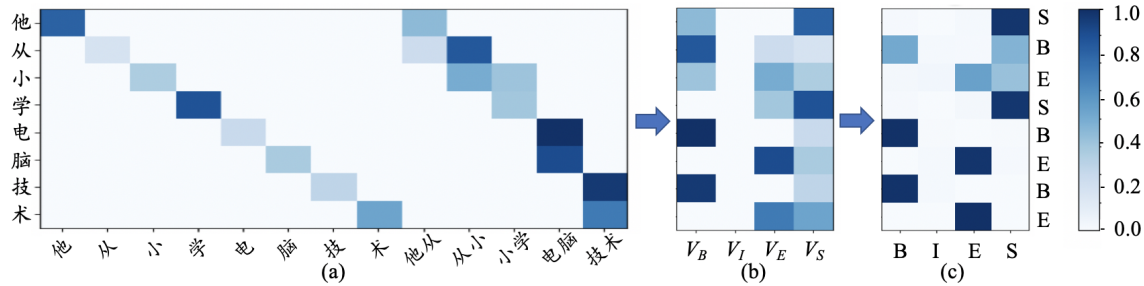 他 S 1.0
从 B
小 E 0.8
学 S 0.6
电 B
脑 E 0.4
技 B 0.2
术 E 0.0
他 从 小 学 电 脑 技 术 他从 从小 小学 电脑 技术 V_B V_I V_E V_S B I E S
(a) (b) (c)